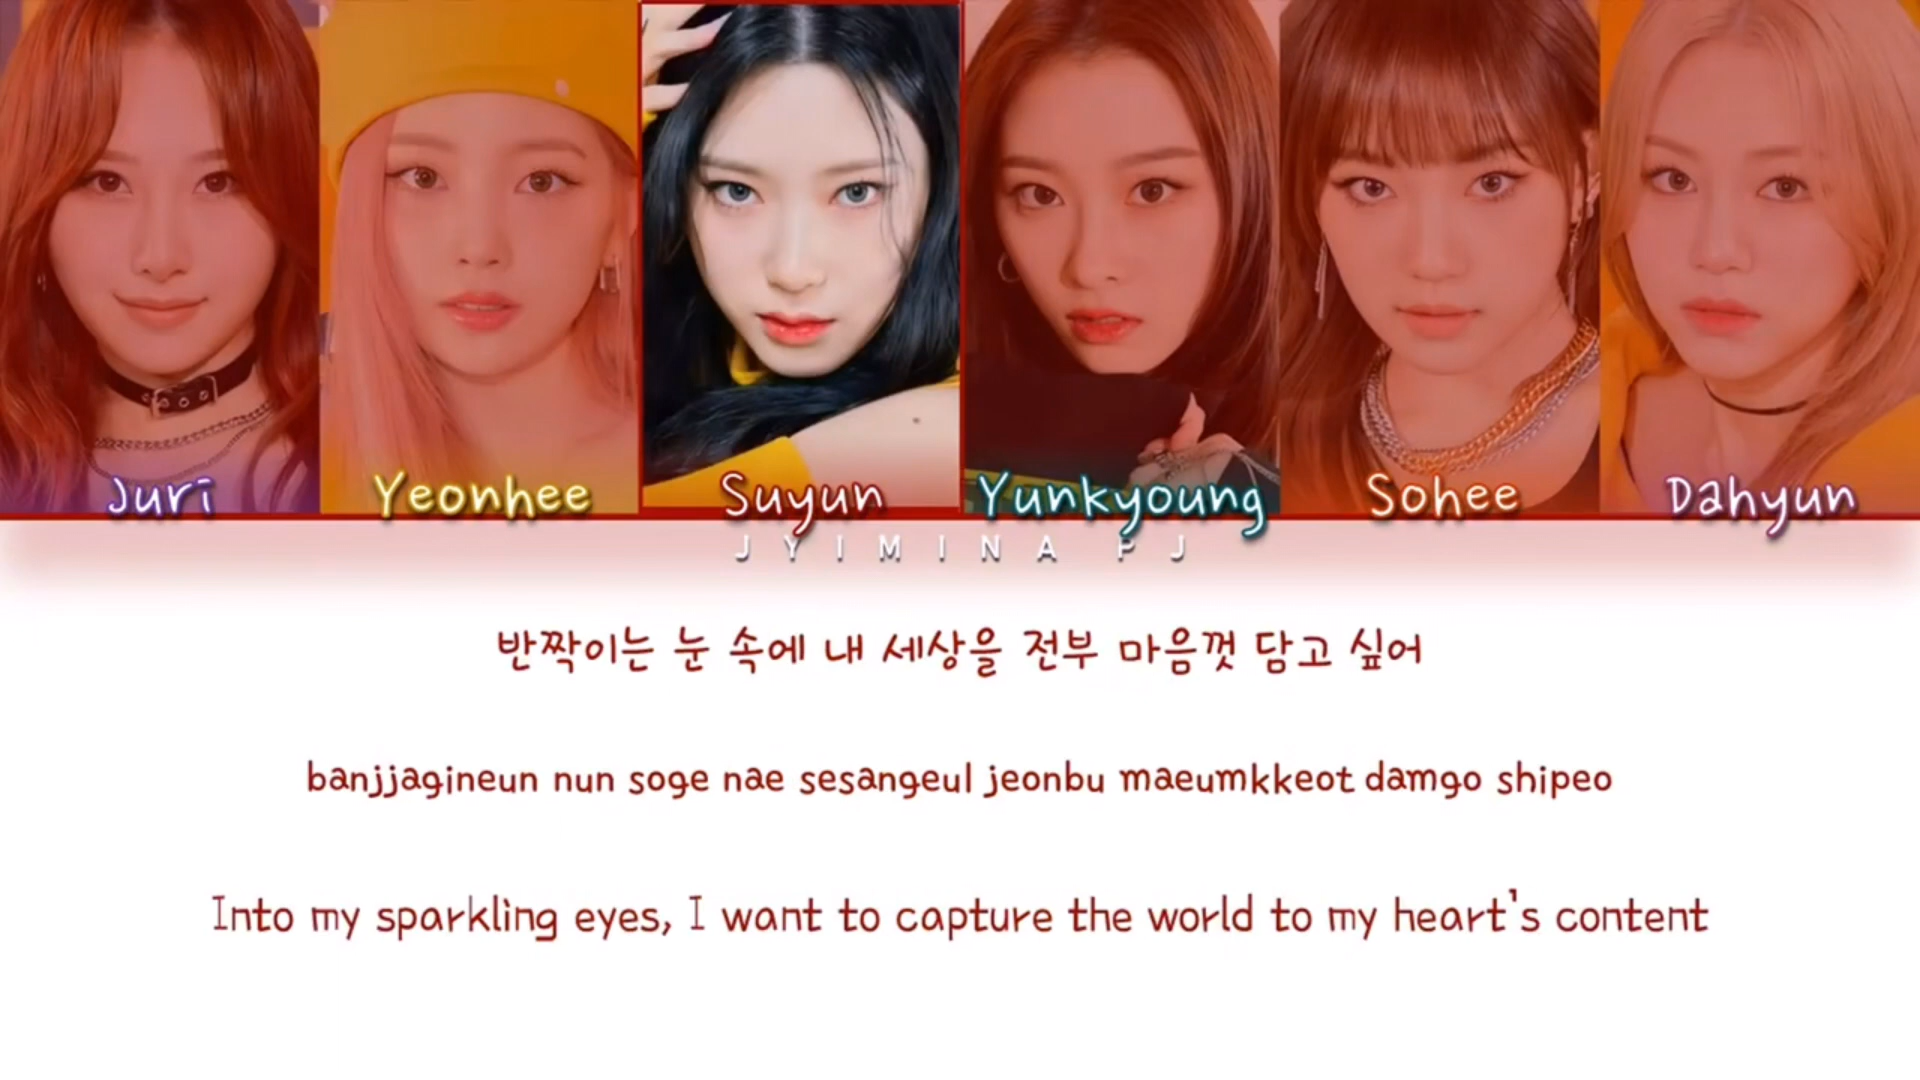 Juri Yeonhee Suyun Yunkyoung Sohee Dahyun
JYIMINA PJ
반짝이는 눈 속에 내 세상을 전부 마음껏 담고 싶어
banjjagineun nun soge nae sesangeul jeonbu maeumkkeot damgo shipeo
Into my sparkling eyes, I want to capture the world to my heart's content